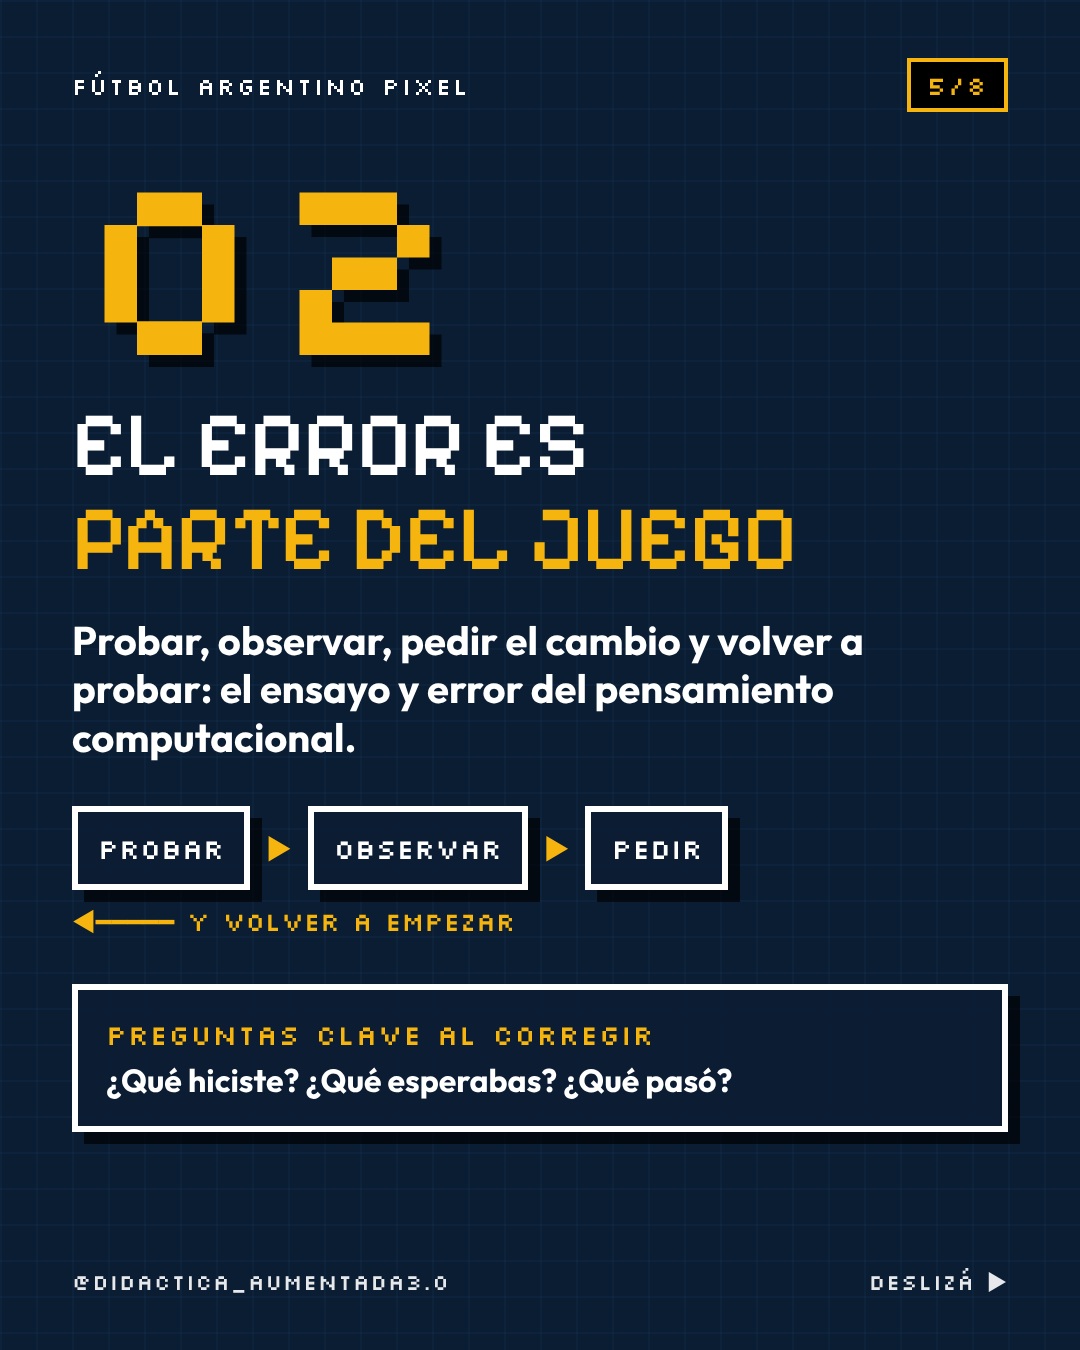 FÚTBOL ARGENTINO PIXEL
5/8
02
EL ERROR ES
PARTE DEL JUEGO
Probar, observar, pedir el cambio y volver a
probar: el ensayo y error del pensamiento
computacional.
PROBAR ▶ OBSERVAR ▶ PEDIR
◀── Y VOLVER A EMPEZAR
PREGUNTAS CLAVE AL CORREGIR
¿Qué hiciste? ¿Qué esperabas? ¿Qué pasó?
@DIDACTICA_AUMENTADA3.0
DESLIZÁ ▶